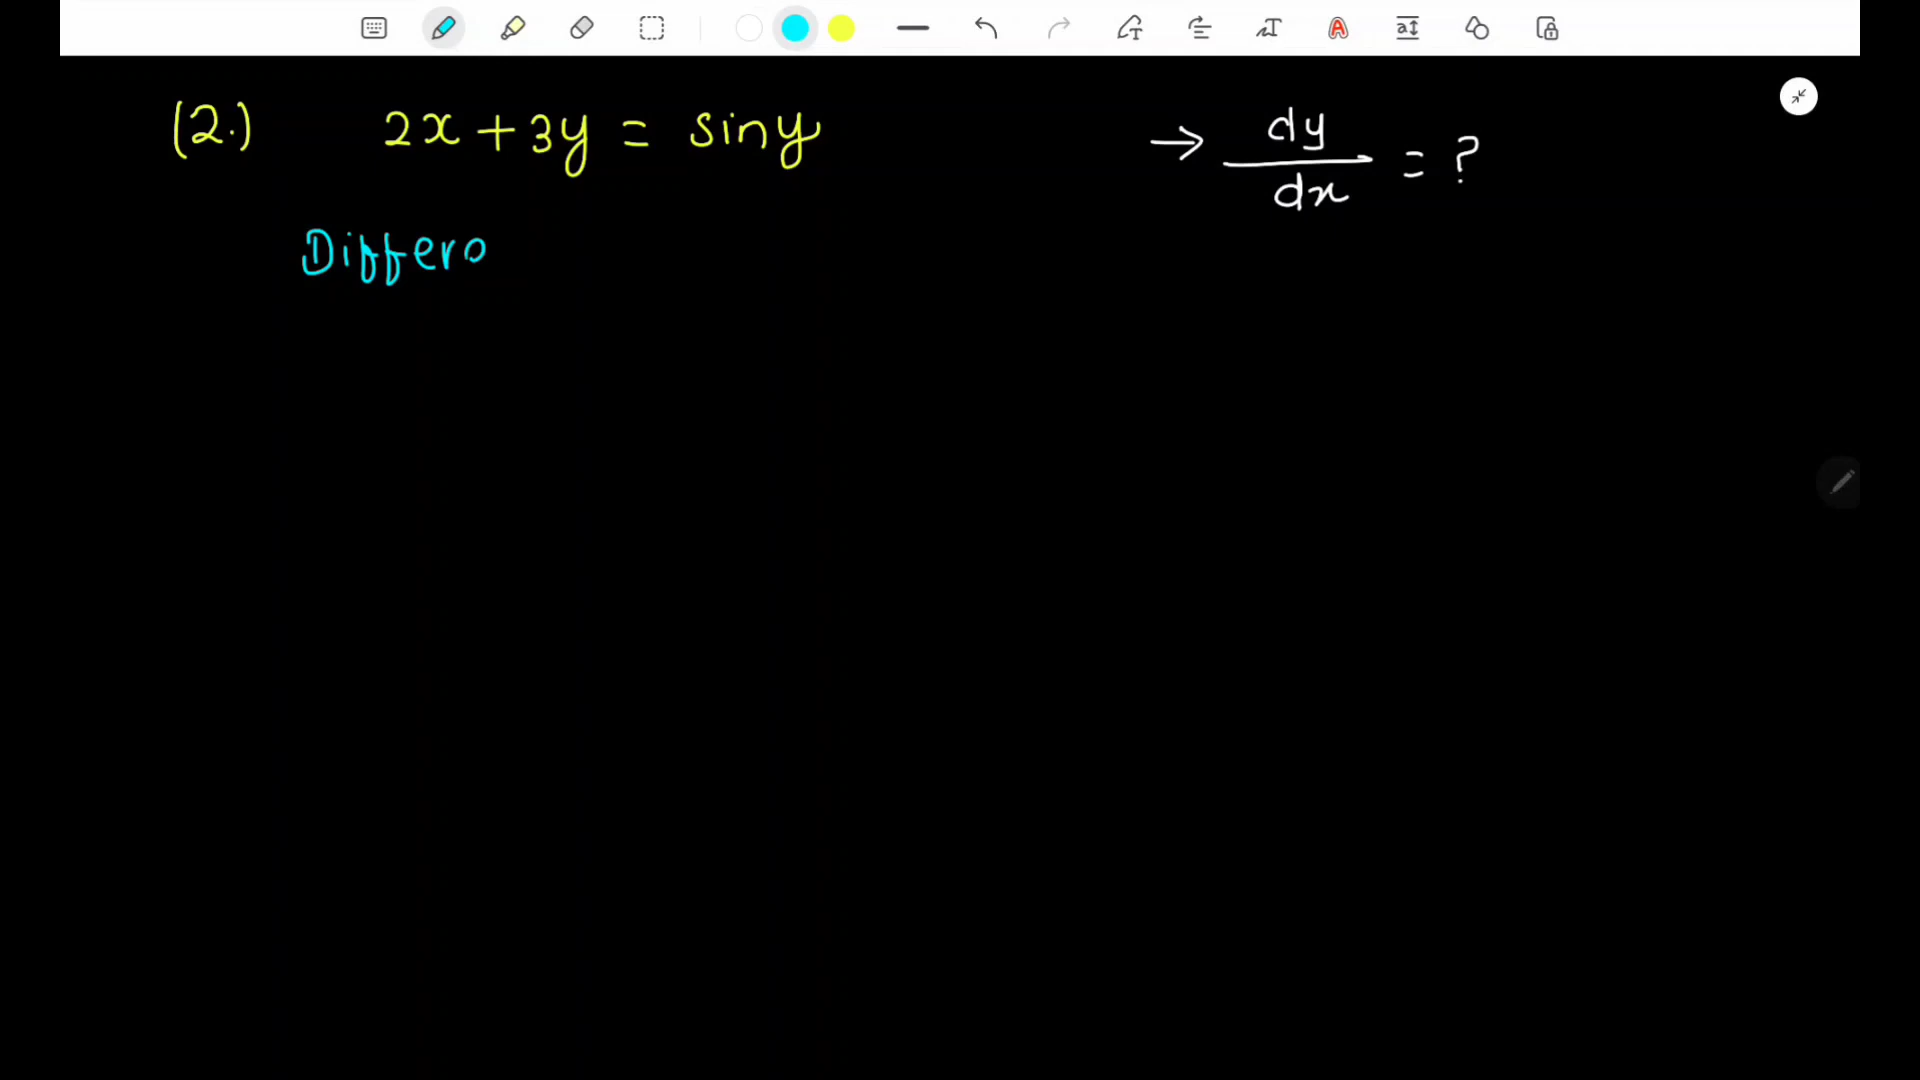 (2.) 2x + 3y = siny → dy/dx = ?
Differo